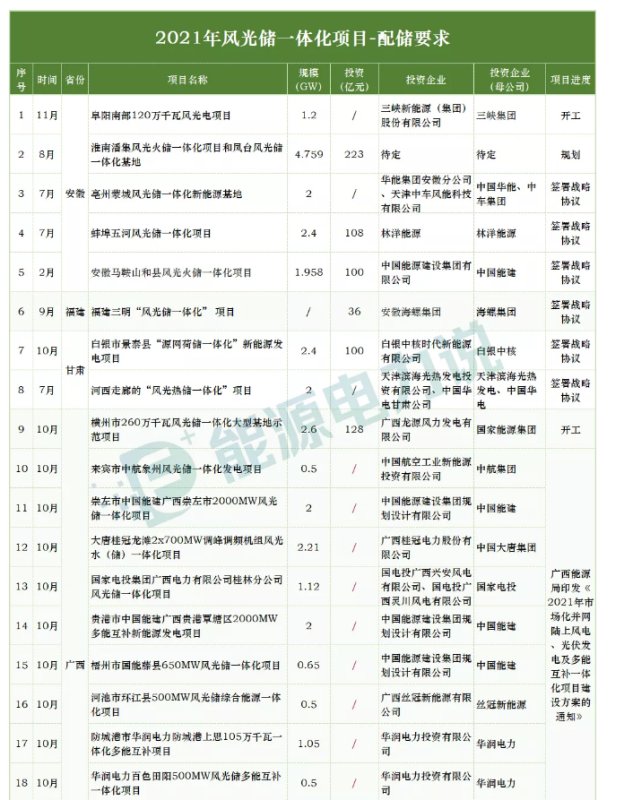 2021年风光储一体化项目-配储要求
序号 时间 省份 项目名称 规模(GW) 投资(亿元) 投资企业 投资企业(母公司) 项目进度
1 11月 阜阳南部120万千瓦风光电项目 1.2 / 三峡新能源（集团）股份有限公司 三峡集团 开工
2 8月 淮南潘集风光火储一体化项目和凤台风光储一体化基地 4.759 223 待定 待定 规划
安徽
3 7月 亳州蒙城风光储一体化新能源基地 2 / 华能集团安徽分公司、天津中车风能科技有限公司 中国华能、中车集团 签署战略协议
4 7月 蚌埠五河风光储一体化项目 2.4 108 林洋能源 林洋能源 签署战略协议
5 2月 安徽马鞍山和县风光火储一体化项目 1.958 100 中国能源建设集团有限公司 中国能建 签署战略协议
6 9月 福建 福建三明“风光储一体化” 项目 / 36 安徽海螺集团 海螺集团 签署战略协议
7 10月 白银市景泰县“源网荷储一体化”新能源发电项目 2.4 100 白银中核时代新能源有限公司 白银中核 签署战略协议
甘肃
8 7月 河西走廊的“风光热储一体化”项目 2 / 天津滨海光热发电投资有限公司、中国华电甘肃公司 天津滨海光热发电、中国华电 签署战略协议
9 10月 横州市260万千瓦风光储一体化大型基地示范项目 2.6 128 广西龙源风力发电有限公司 国家能源集团 开工
10 10月 来宾市中航象州风光储一体化发电项目 0.5 / 中国航空工业新能源投资有限公司 中航集团
11 10月 崇左市中国能建广西崇左市2000MW风光储一体化项目 2 / 中国能源建设集团规划设计有限公司 中国能建
12 10月 大唐桂冠龙滩2x700MW调峰调频机组风光水（储）一体化项目 2.21 / 广西桂冠电力股份有限公司 中国大唐集团
13 10月 国家电投集团广西电力有限公司桂林分公司风光储一体化项目 1.12 / 国电投广西兴安风电有限公司、国电投广西灵川风电有限公司 国家电投
广西能源局印发《2021年市场化并网陆上风电、光伏发电及多能互补一体化项目建设方案的通知》
14 10月 贵港市中国能建广西贵港覃塘区2000MW多能互补新能源发电项目 2 / 中国能源建设集团规划设计有限公司 中国能建
15 10月 广西 梧州市国能藤县650MW风光储一体化项目 0.65 / 中国能源建设集团规划设计有限公司 中国能建
16 10月 河池市环江县500MW风光储综合能源一体化项目 0.5 / 广西丝冠新能源有限公司 丝冠新能源
17 10月 防城港市华润电力防城港上思105万千瓦一体化多能互补项目 1.05 / 华润电力投资有限公司 华润电力
18 10月 华润电力百色田阳500MW风光储多能互补一体化项目 0.5 / 华润电力投资有限公司 华润电力
能源电力说